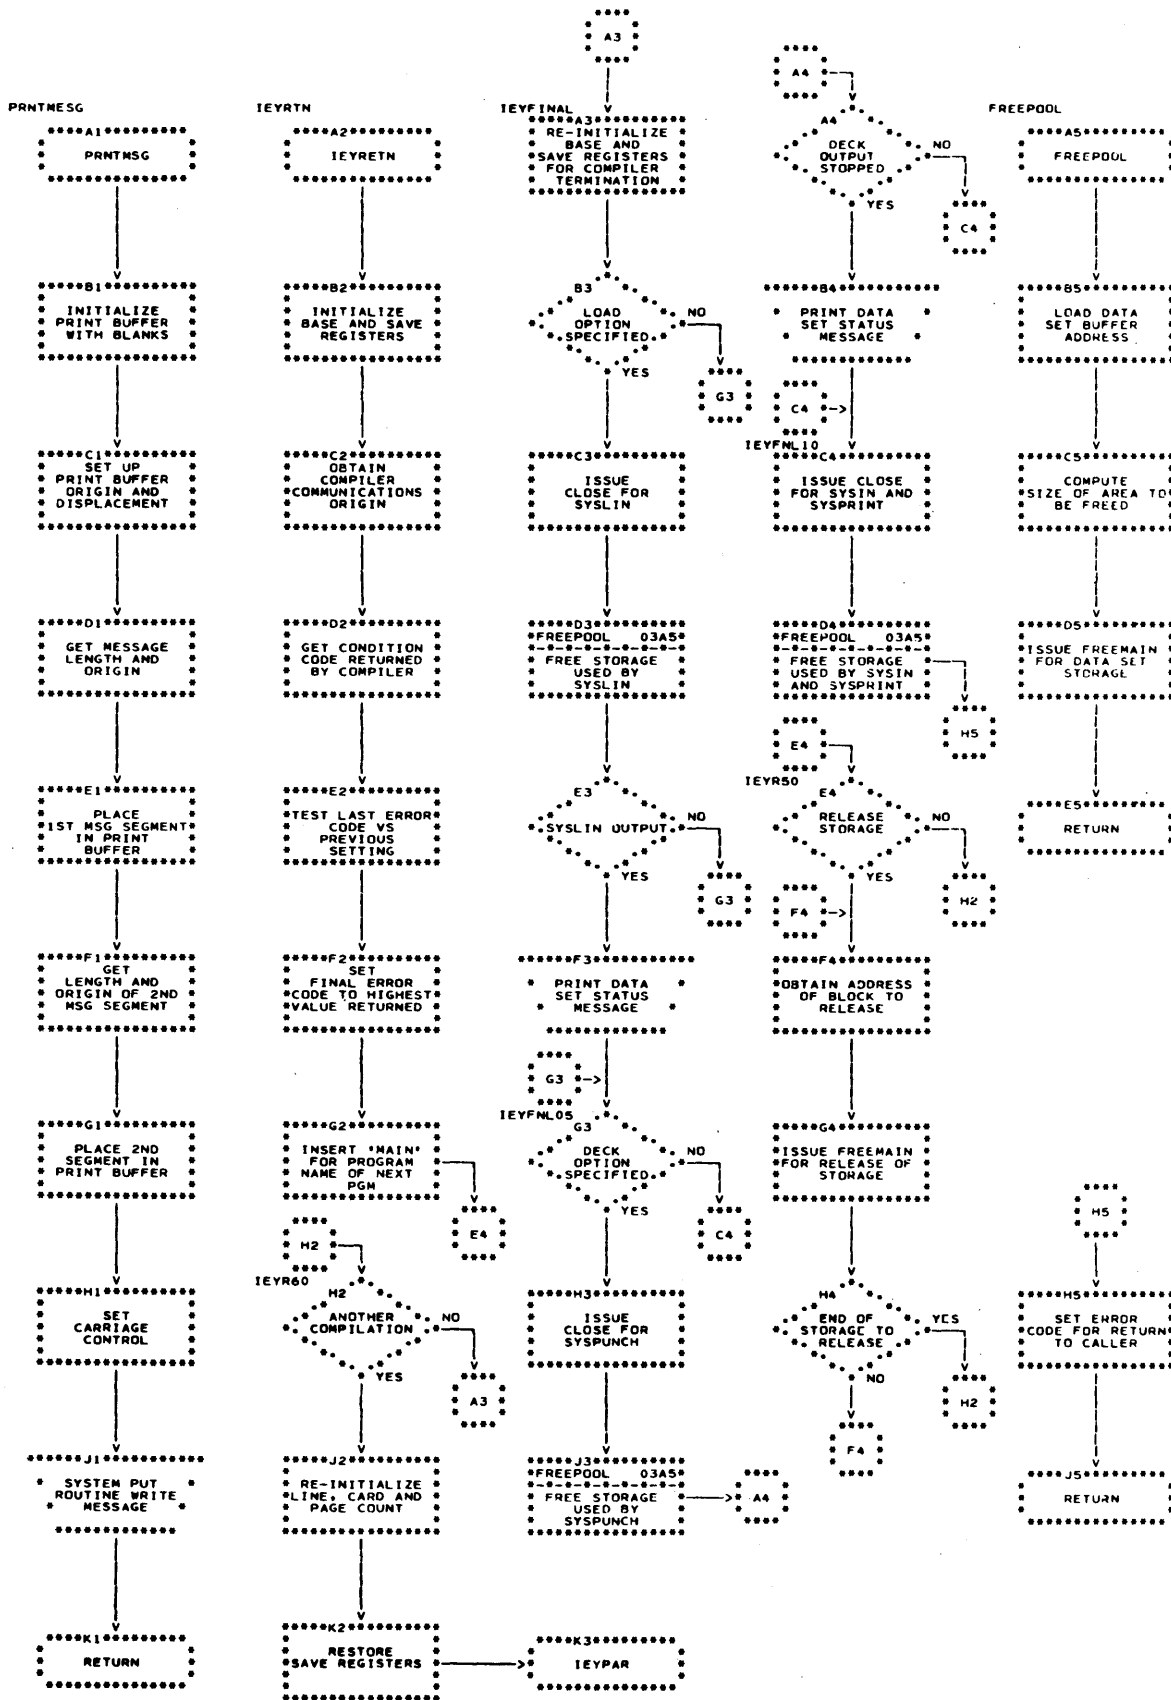 PRNTMESG
A1
PRNTMSG
B1
INITIALIZE
PRINT BUFFER
WITH BLANKS
C1
SET UP
PRINT BUFFER
ORIGIN AND
DISPLACEMENT
D1
GET MESSAGE
LENGTH AND
ORIGIN
E1
PLACE
1ST MSG SEGMENT
IN PRINT
BUFFER
F1
GET
LENGTH AND
ORIGIN OF 2ND
MSG SEGMENT
G1
PLACE 2ND
SEGMENT IN
PRINT BUFFER
H1
SET
CARRIAGE
CONTROL
J1
SYSTEM PUT
ROUTINE WRITE
MESSAGE
K1
RETURN
IEYRTN
A2
IEYRETN
B2
INITIALIZE
BASE AND SAVE
REGISTERS
C2
OBTAIN
COMPILER
COMMUNICATIONS
ORIGIN
D2
GET CONDITION
CODE RETURNED
BY COMPILER
E2
TEST LAST ERROR
CODE VS
PREVIOUS
SETTING
F2
SET
FINAL ERROR
CODE TO HIGHEST
VALUE RETURNED
G2
INSERT 'MAIN'
FOR PROGRAM
NAME OF NEXT
PGM
E4
H2
IEYR60
H2
ANOTHER
COMPILATION
NO
YES
A3
J2
RE-INITIALIZE
LINE, CARD AND
PAGE COUNT
K2
RESTORE
SAVE REGISTERS
A3
IEYFINAL
A3
RE-INITIALIZE
BASE AND
SAVE REGISTERS
FOR COMPILER
TERMINATION
B3
LOAD
OPTION
SPECIFIED
NO
YES
G3
C3
ISSUE
CLOSE FOR
SYSLIN
D3
FREEPOOL 03A5
FREE STORAGE
USED BY
SYSLIN
E3
SYSLIN OUTPUT
NO
YES
G3
F3
PRINT DATA
SET STATUS
MESSAGE
G3
IEYFNL05
G3
DECK
OPTION
SPECIFIED
NO
YES
C4
H3
ISSUE
CLOSE FOR
SYSPUNCH
J3
FREEPOOL 03A5
FREE STORAGE
USED BY
SYSPUNCH
A4
K3
IEYPAR
A4
A4
DECK
OUTPUT
STOPPED
NO
YES
C4
B4
PRINT DATA
SET STATUS
MESSAGE
C4
IEYFNL10
C4
ISSUE CLOSE
FOR SYSIN AND
SYSPRINT
D4
FREEPOOL 03A5
FREE STORAGE
USED BY SYSIN
AND SYSPRINT
H5
E4
IEYR50
E4
RELEASE
STORAGE
NO
YES
H2
F4
F4
OBTAIN ADDRESS
OF BLOCK TO
RELEASE
G4
ISSUE FREEMAIN
FOR RELEASE OF
STORAGE
H4
END OF
STORAGE TO
RELEASE
YES
NO
H2
F4
FREEPOOL
A5
FREEPOOL
B5
LOAD DATA
SET BUFFER
ADDRESS
C5
COMPUTE
SIZE OF AREA TO
BE FREED
D5
ISSUE FREEMAIN
FOR DATA SET
STORAGE
E5
RETURN
H5
H5
SET ERROR
CODE FOR RETURN
TO CALLER
J5
RETURN